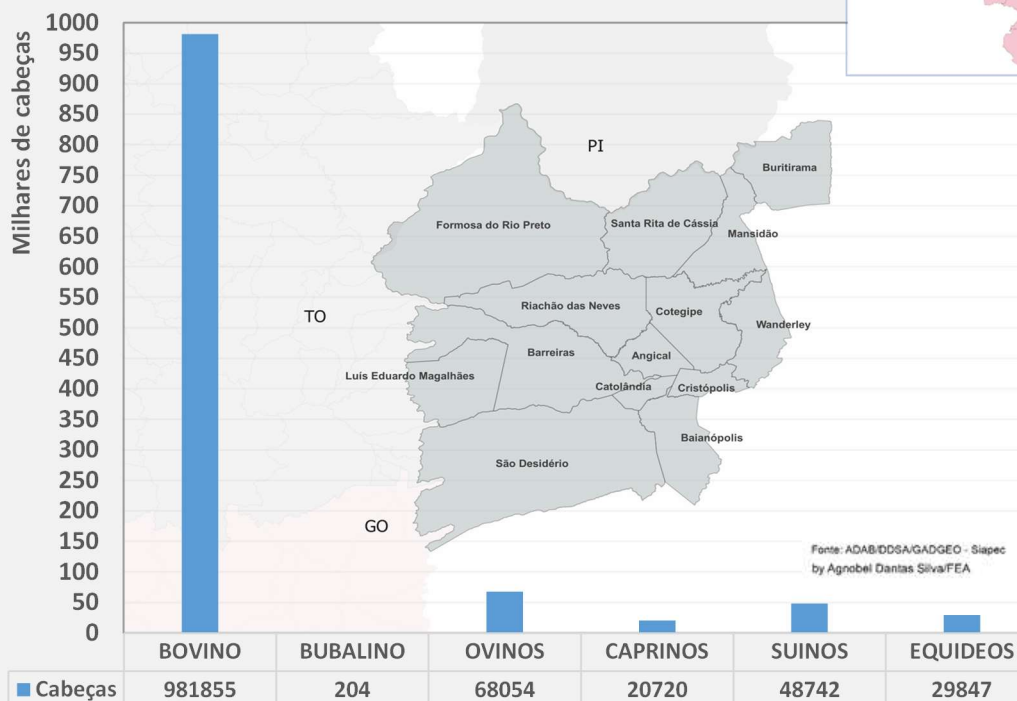 Milhares de cabeças
1000
950
900
850
800
750
700
650
600
550
500
450
400
350
300
250
200
150
100
50
0
PI
TO
GO
Buritirama
Formosa do Rio Preto
Santa Rita de Cássia
Mansidão
Riachão das Neves
Cotegipe
Wanderley
Barreiras
Angical
Luís Eduardo Magalhães
Catolândia
Cristópolis
Baianópolis
São Desidério
Fonte: ADAB/DDSA/GADGEO - Siapec
by Agnobel Dantas Silva/FEA
BOVINO BUBALINO OVINOS CAPRINOS SUINOS EQUIDEOS
Cabeças 981855 204 68054 20720 48742 29847